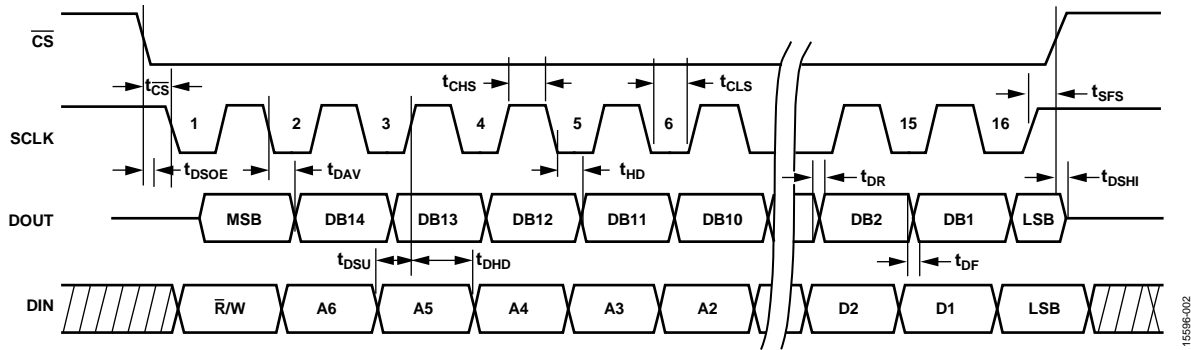 CS
tCS
tCHS
tCLS
tSFS
SCLK
1
2
3
4
5
6
15
16
tDSOE
tDAV
tHD
tDR
tDSHI
DOUT
MSB
DB14
DB13
DB12
DB11
DB10
DB2
DB1
LSB
tDSU
tDHD
tDF
DIN
R/W
A6
A5
A4
A3
A2
D2
D1
LSB
15596-002